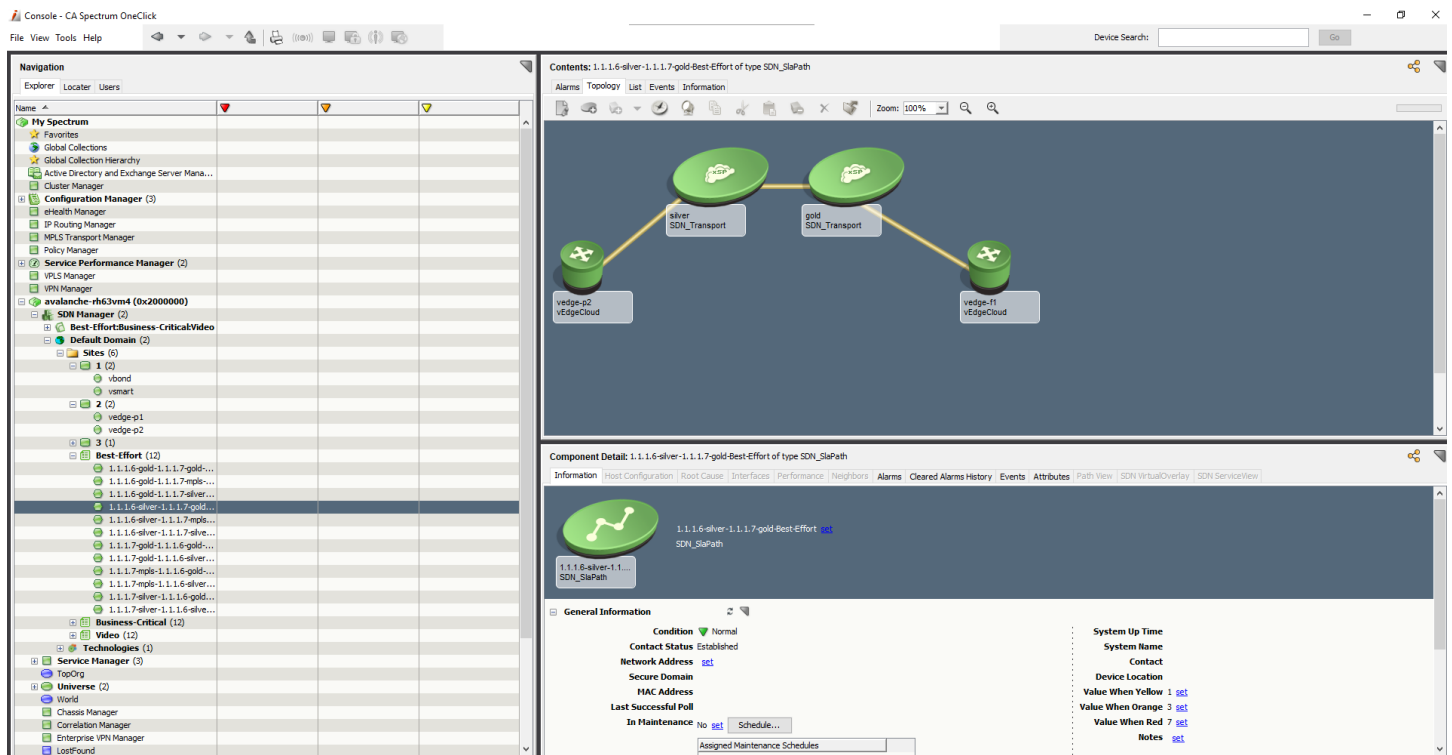 Console - CA Spectrum OneClick
File View Tools Help
Device Search:
Go
Navigation
Explorer Locater Users
Name
My Spectrum
Favorites
Global Collections
Global Collection Hierarchy
Active Directory and Exchange Server Mana...
Cluster Manager
Configuration Manager (3)
eHealth Manager
IP Routing Manager
MPLS Transport Manager
Policy Manager
Service Performance Manager (2)
VPLS Manager
VPN Manager
avalanche-rh63vm4 (0x2000000)
SDN Manager (2)
Best-Effort:Business-Critical:Video
Default Domain (2)
Sites (6)
1 (2)
vbond
vsmart
2 (2)
vedge-p1
vedge-p2
3 (1)
Best-Effort (12)
1.1.1.6-gold-1.1.1.7-gold-...
1.1.1.6-gold-1.1.1.7-mpls-...
1.1.1.6-gold-1.1.1.7-silver...
1.1.1.6-silver-1.1.1.7-gold...
1.1.1.6-silver-1.1.1.7-mpls...
1.1.1.6-silver-1.1.1.7-silve...
1.1.1.7-gold-1.1.1.6-gold-...
1.1.1.7-gold-1.1.1.6-silver...
1.1.1.7-mpls-1.1.1.6-gold-...
1.1.1.7-mpls-1.1.1.6-silver...
1.1.1.7-silver-1.1.1.6-gold...
1.1.1.7-silver-1.1.1.6-silve...
Business-Critical (12)
Video (12)
Technologies (1)
Service Manager (3)
TopOrg
Universe (2)
World
Chassis Manager
Correlation Manager
Enterprise VPN Manager
LostFound
Contents: 1.1.1.6-silver-1.1.1.7-gold-Best-Effort of type SDN_SlaPath
Alarms Topology List Events Information
Zoom: 100%
XSP
XSP
silver
SDN_Transport
gold
SDN_Transport
vedge-p2
vEdgeCloud
vedge-f1
vEdgeCloud
Component Detail: 1.1.1.6-silver-1.1.1.7-gold-Best-Effort of type SDN_SlaPath
Information Host Configuration Root Cause Interfaces Performance Neighbors Alarms Cleared Alarms History Events Attributes Path View SDN VirtualOverlay SDN ServiceView
1.1.1.6-silver-1.1.1.7-gold-Best-Effort set
SDN_SlaPath
1.1.1.6-silver-1.1....
SDN_SlaPath
General Information
Condition Normal
Contact Status Established
Network Address set
Secure Domain
MAC Address
Last Successful Poll
In Maintenance No set Schedule...
Assigned Maintenance Schedules
System Up Time
System Name
Contact
Device Location
Value When Yellow 1 set
Value When Orange 3 set
Value When Red 7 set
Notes set